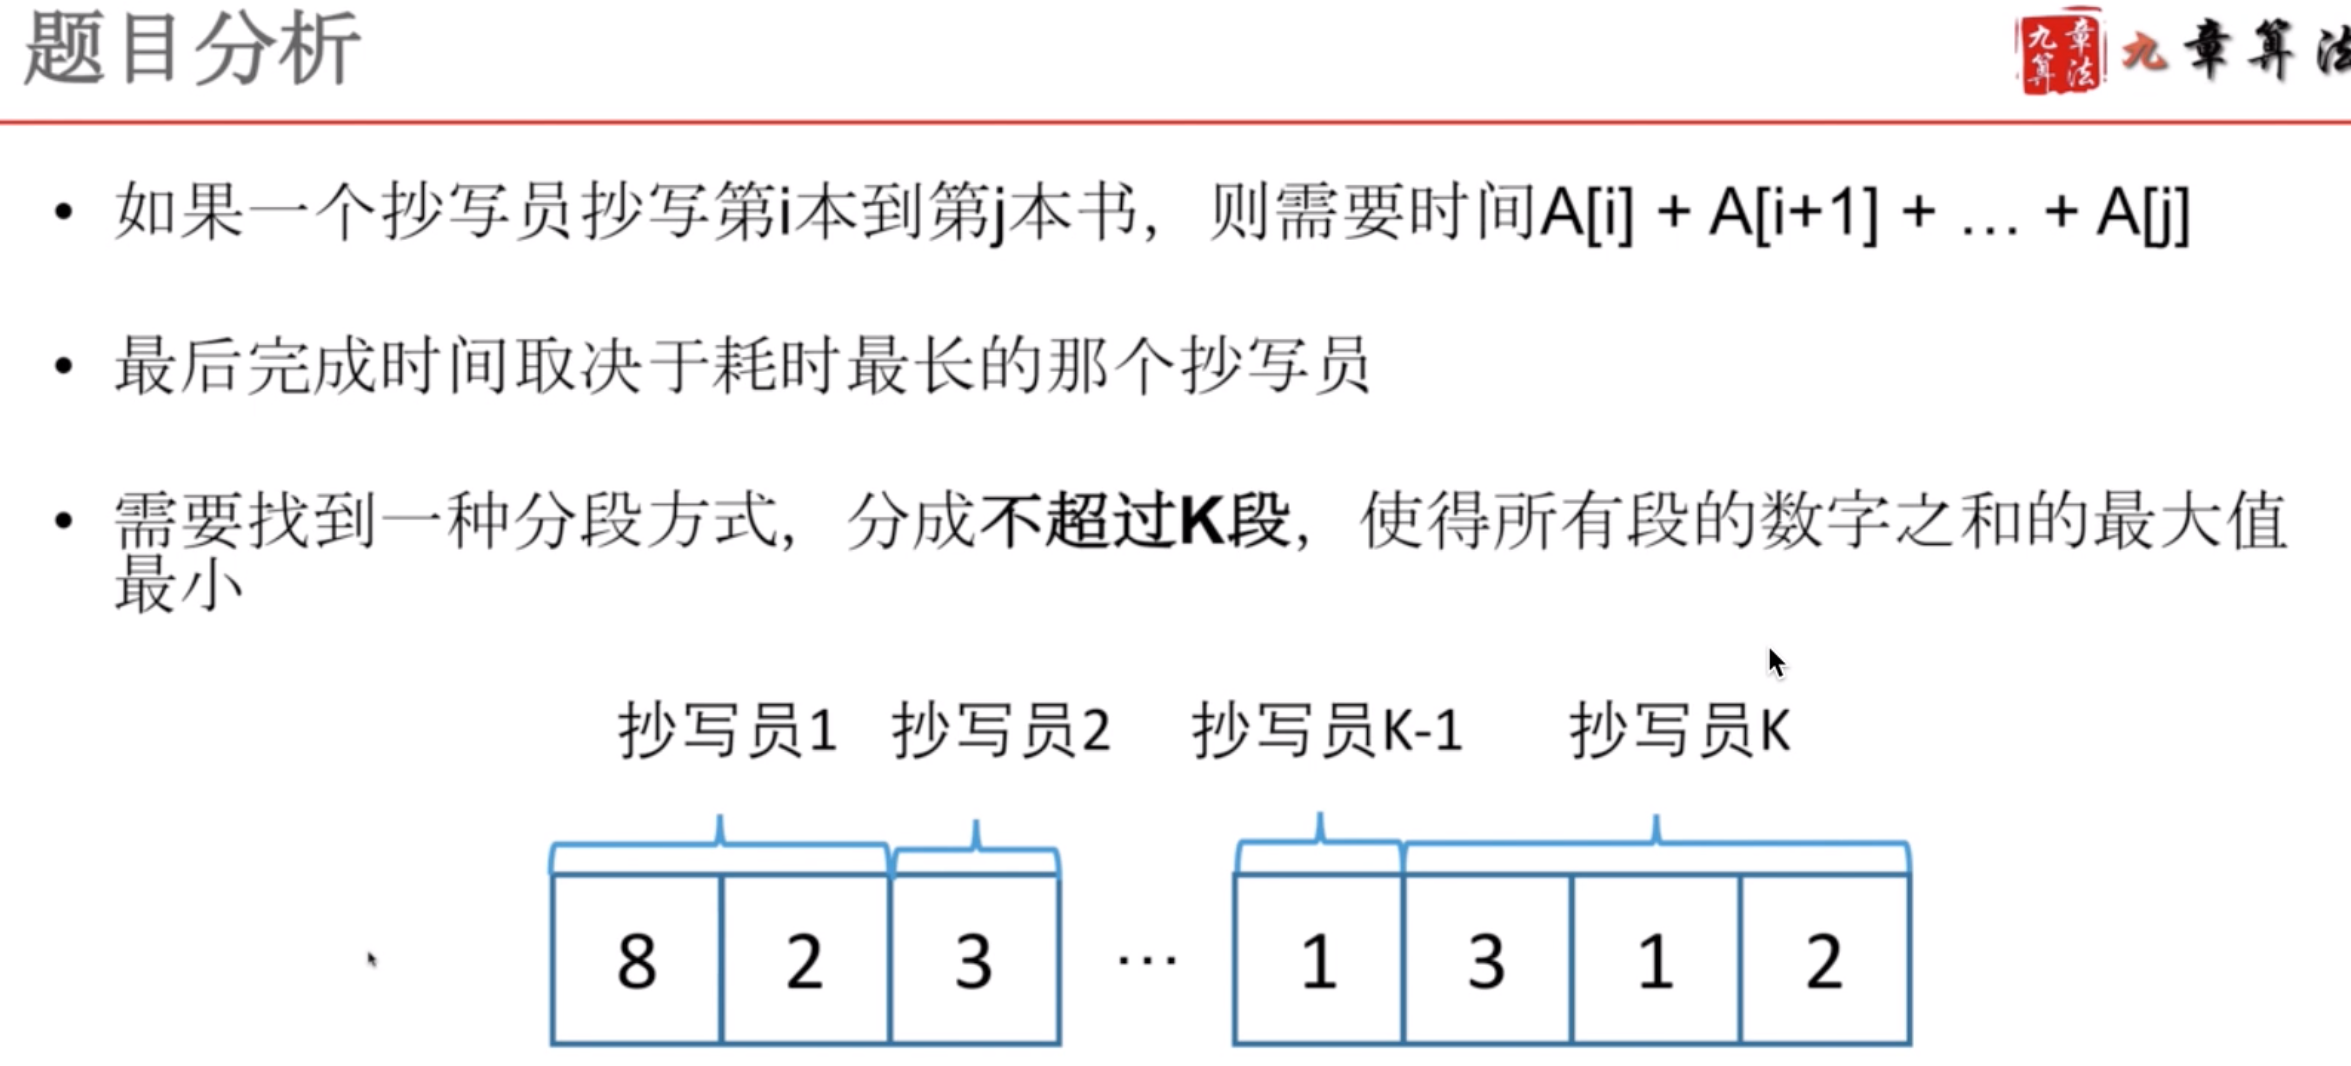 题目分析
九章算法
九章算法
• 如果一个抄写员抄写第i本到第j本书，则需要时间A[i] + A[i+1] + … + A[j]
• 最后完成时间取决于耗时最长的那个抄写员
• 需要找到一种分段方式，分成不超过K段，使得所有段的数字之和的最大值
最小
抄写员1 抄写员2 抄写员K-1 抄写员K
8 2 3 … 1 3 1 2